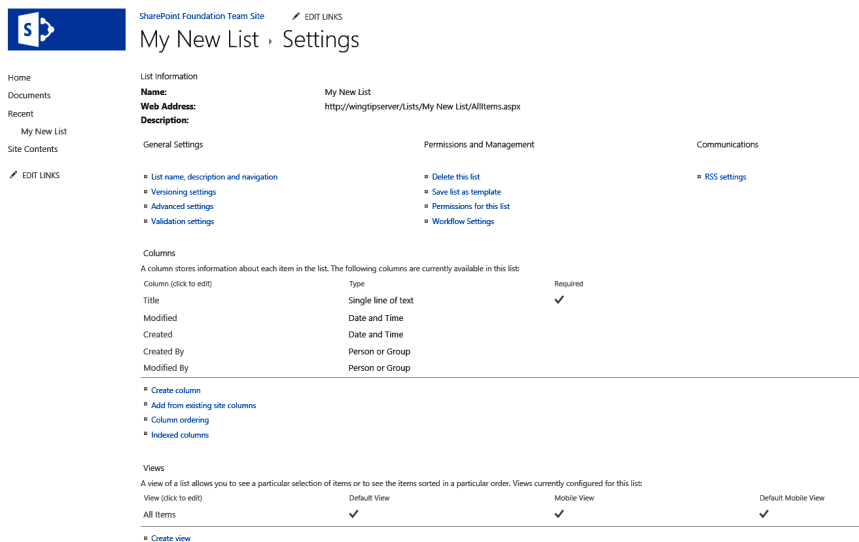 S
SharePoint Foundation Team Site EDIT LINKS
My New List Settings
Home
Documents
Recent
My New List
Site Contents
EDIT LINKS
List Information
Name: My New List
Web Address: http://wingtipserver/Lists/My New List/AllItems.aspx
Description:
General Settings Permissions and Management Communications
List name, description and navigation Delete this list RSS settings
Versioning settings Save list as template
Advanced settings Permissions for this list
Validation settings Workflow Settings
Columns
A column stores information about each item in the list. The following columns are currently available in this list:
Column (click to edit) Type Required
Title Single line of text
Modified Date and Time
Created Date and Time
Created By Person or Group
Modified By Person or Group
Create column
Add from existing site columns
Column ordering
Indexed columns
Views
A view of a list allows you to see a particular selection of items or to see the items sorted in a particular order. Views currently configured for this list:
View (click to edit) Default View Mobile View Default Mobile View
All Items
Create view